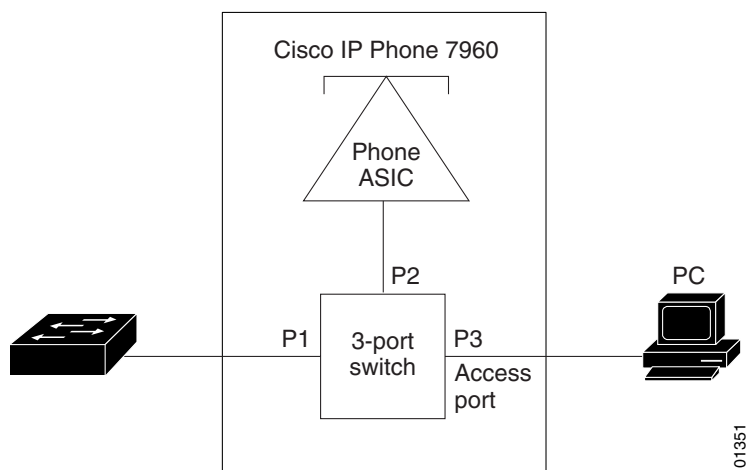 Cisco IP Phone 7960
Phone
ASIC
P2
PC
P1
3-port
switch
P3
Access
port
01351